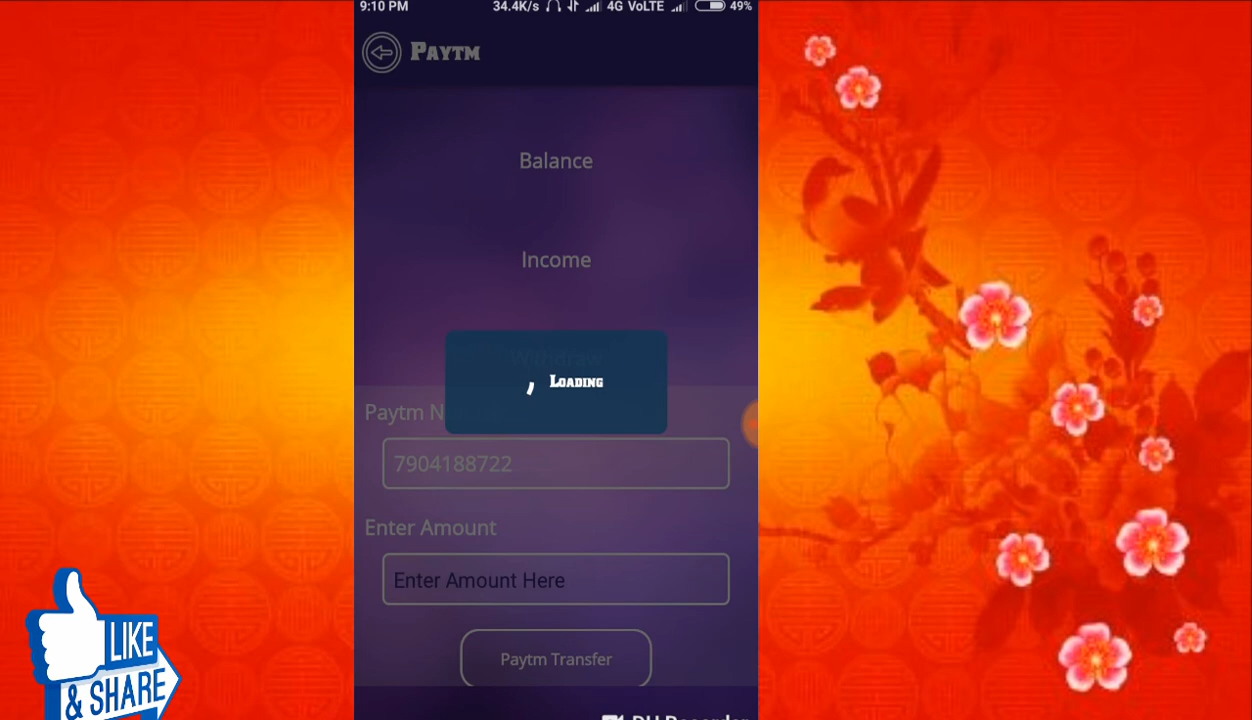 9:10 PM 34.4K/s 4G VoLTE 49%
Paytm
Balance
Income
Withdraw
Loading
Paytm N
7904188722
Enter Amount
Enter Amount Here
Paytm Transfer
LIKE
& SHARE